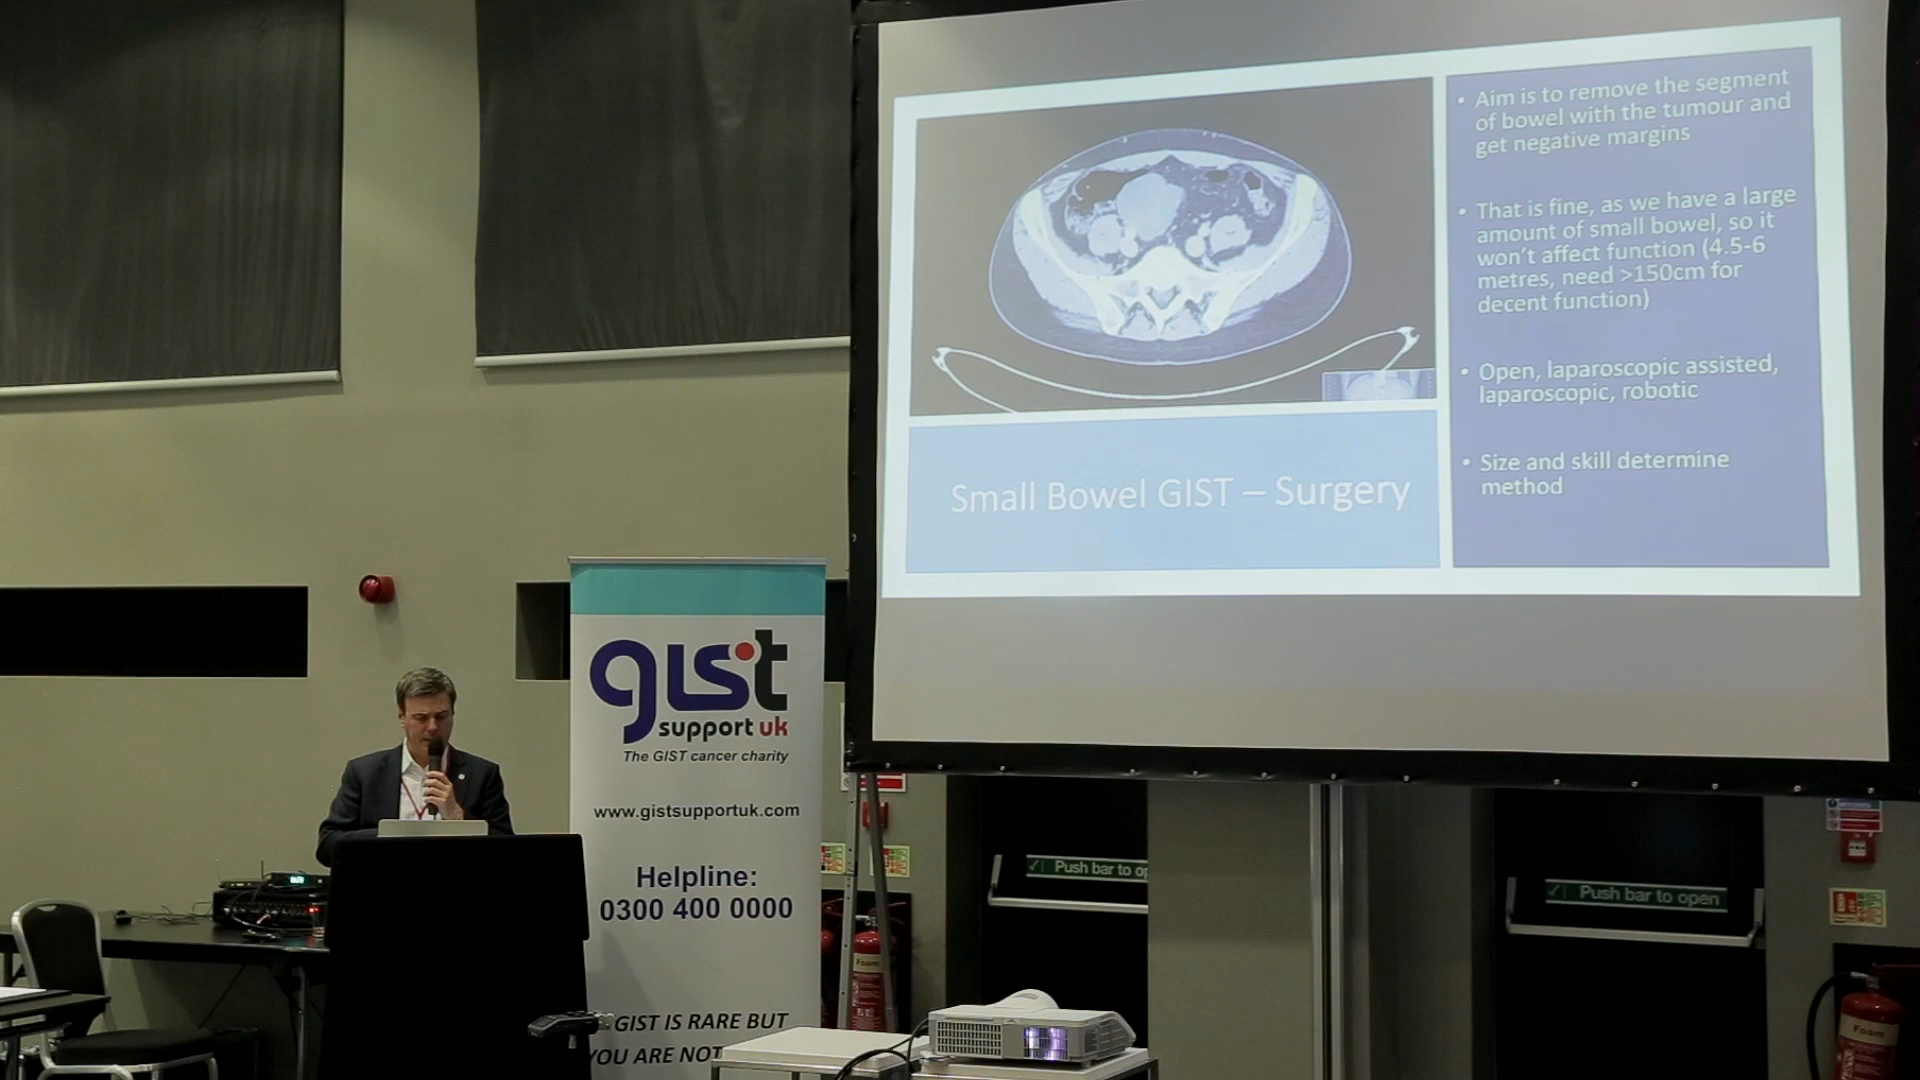 • Aim is to remove the segment
of bowel with the tumour and
get negative margins
• That is fine, as we have a large
amount of small bowel, so it
won't affect function (4.5-6
metres, need >150cm for
decent function)
• Open, laparoscopic assisted,
laparoscopic, robotic
• Size and skill determine
method
Small Bowel GIST – Surgery
gist
support uk
The GIST cancer charity
www.gistsupportuk.com
Helpline:
0300 400 0000
GIST IS RARE BUT
YOU ARE NOT
Push bar to op
Push bar to open
Foam
Foam